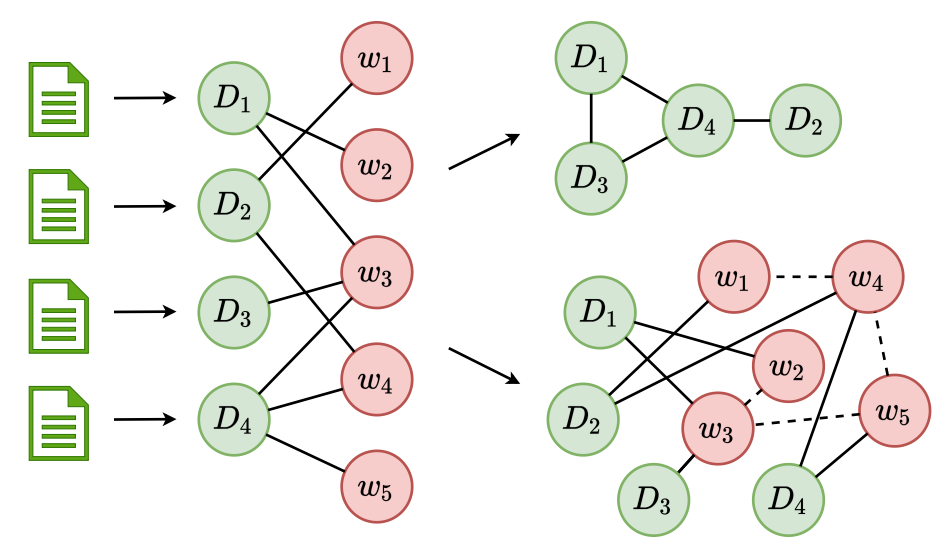 D₁
D₂
D₃
D₄
w₁
w₂
w₃
w₄
w₅
D₁
D₄
D₂
D₃
w₁
w₄
D₁
w₂
D₂
w₃
w₅
D₃
D₄